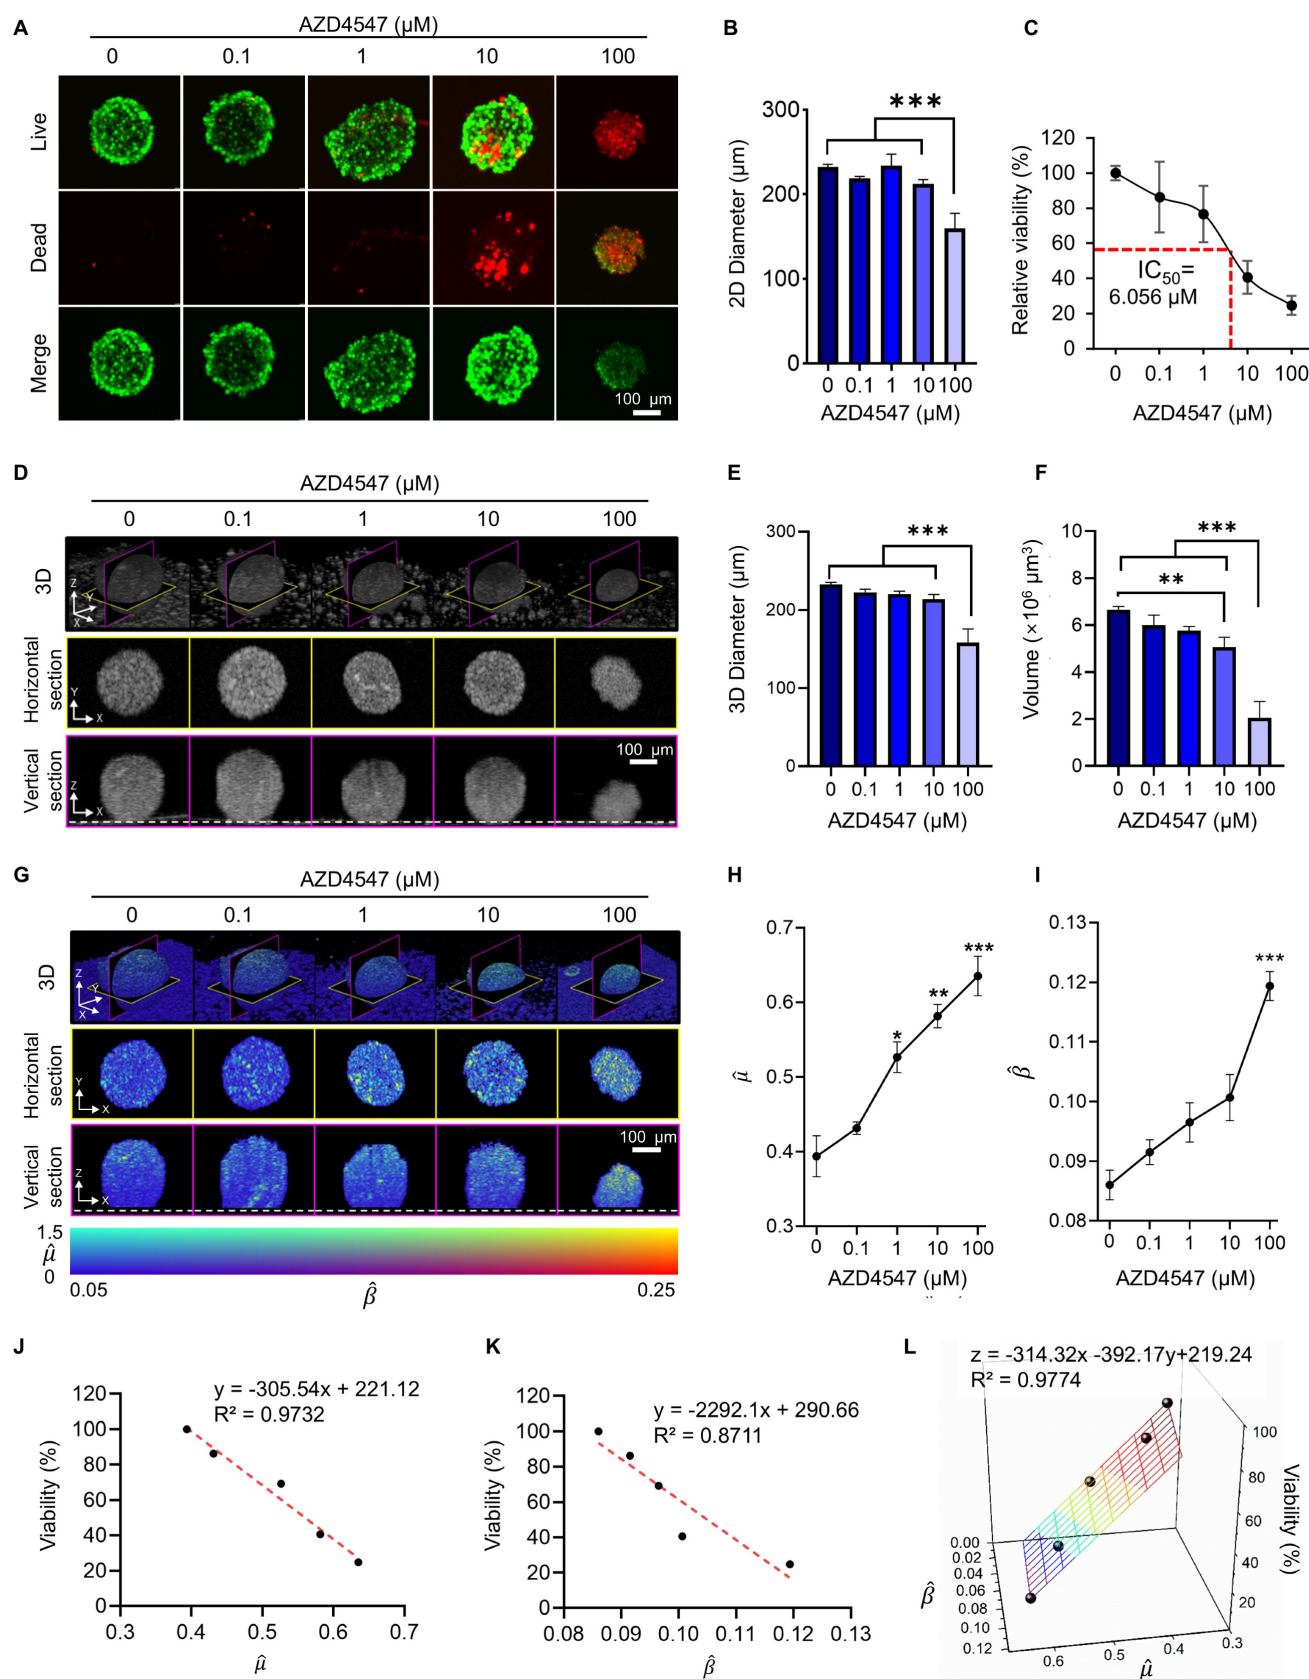 A
AZD4547 (μM)
0 0.1 1 10 100
Live
Dead
Merge
100 μm
B
***
2D Diameter (μm)
300
200
100
0
0 0.1 1 10 100
AZD4547 (μM)
C
Relative viability (%)
120
100
80
60
40
20
0
IC50=
6.056 μM
0 0.1 1 10 100
AZD4547 (μM)
D
AZD4547 (μM)
0 0.1 1 10 100
3D
Z
Y
X
Horizontal
section
Y
X
Vertical
section
Z
X
100 μm
E
***
3D Diameter (μm)
300
200
100
0
0 0.1 1 10 100
AZD4547 (μM)
F
***
**
Volume (×10⁶ μm³)
10
8
6
4
2
0
0 0.1 1 10 100
AZD4547 (μM)
G
AZD4547 (μM)
0 0.1 1 10 100
3D
Z
Y
X
Horizontal
section
Y
X
Vertical
section
Z
X
100 μm
1.5
μ̂
0
0.05 β̂ 0.25
H
μ̂
0.7
0.6
0.5
0.4
0.3
*
**
***
0 0.1 1 10 100
AZD4547 (μM)
I
β̂
0.13
0.12
0.11
0.10
0.09
0.08
***
0 0.1 1 10 100
AZD4547 (μM)
J
y = -305.54x + 221.12
R² = 0.9732
Viability (%)
120
100
80
60
40
20
0
0.3 0.4 0.5 0.6 0.7
μ̂
K
y = -2292.1x + 290.66
R² = 0.8711
Viability (%)
120
100
80
60
40
20
0
0.08 0.09 0.10 0.11 0.12 0.13
β̂
L
z = -314.32x -392.17y+219.24
R² = 0.9774
100
80
60
40
20
Viability (%)
0.00
0.02
0.04
0.06
0.08
0.10
0.12
β̂
0.6 0.5 0.4 0.3
μ̂